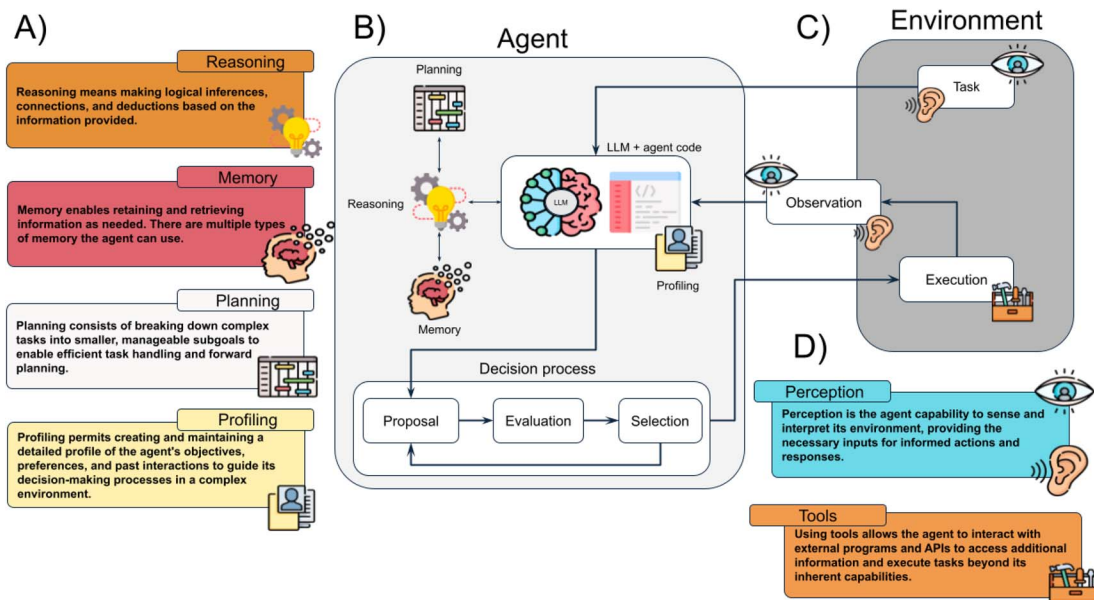 A)
Reasoning
Reasoning means making logical inferences,
connections, and deductions based on the
information provided.
Memory
Memory enables retaining and retrieving
information as needed. There are multiple types
of memory the agent can use.
Planning
Planning consists of breaking down complex
tasks into smaller, manageable subgoals to
enable efficient task handling and forward
planning.
Profiling
Profiling permits creating and maintaining a
detailed profile of the agent's objectives,
preferences, and past interactions to guide its
decision-making processes in a complex
environment.
B)
Agent
Planning
LLM + agent code
Reasoning
LLM
</>
Profiling
Memory
Decision process
Proposal
Evaluation
Selection
C)
Environment
Task
Observation
Execution
D)
Perception
Perception is the agent capability to sense and
interpret its environment, providing the
necessary inputs for informed actions and
responses.
Tools
Using tools allows the agent to interact with
external programs and APIs to access additional
information and execute tasks beyond its
inherent capabilities.